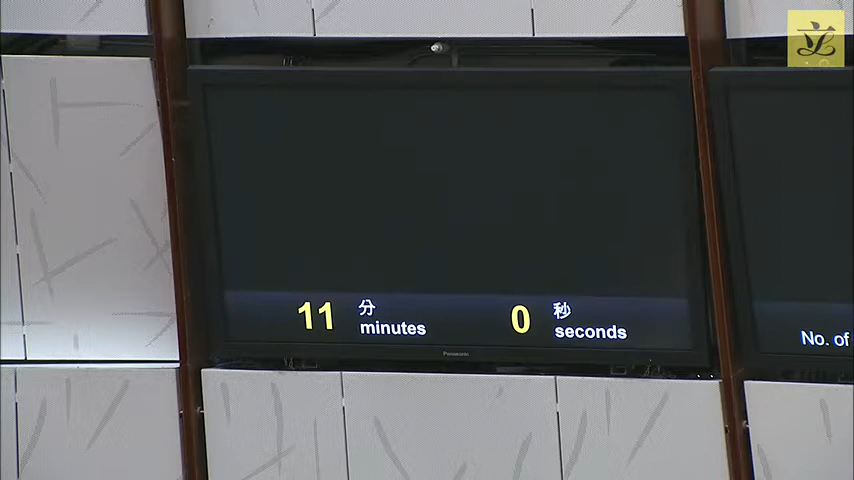 立
11 分 0 秒
minutes seconds
Panasonic
No. of